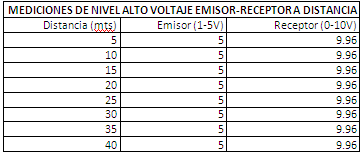 MEDICIONES DE NIVEL ALTO VOLTAJE EMISOR-RECEPTOR A DISTANCIA
Distancia (mts) Emisor (1-5V) Receptor (0-10V)
5 5 9.96
10 5 9.96
15 5 9.96
20 5 9.96
25 5 9.96
30 5 9.96
35 5 9.96
40 5 9.96